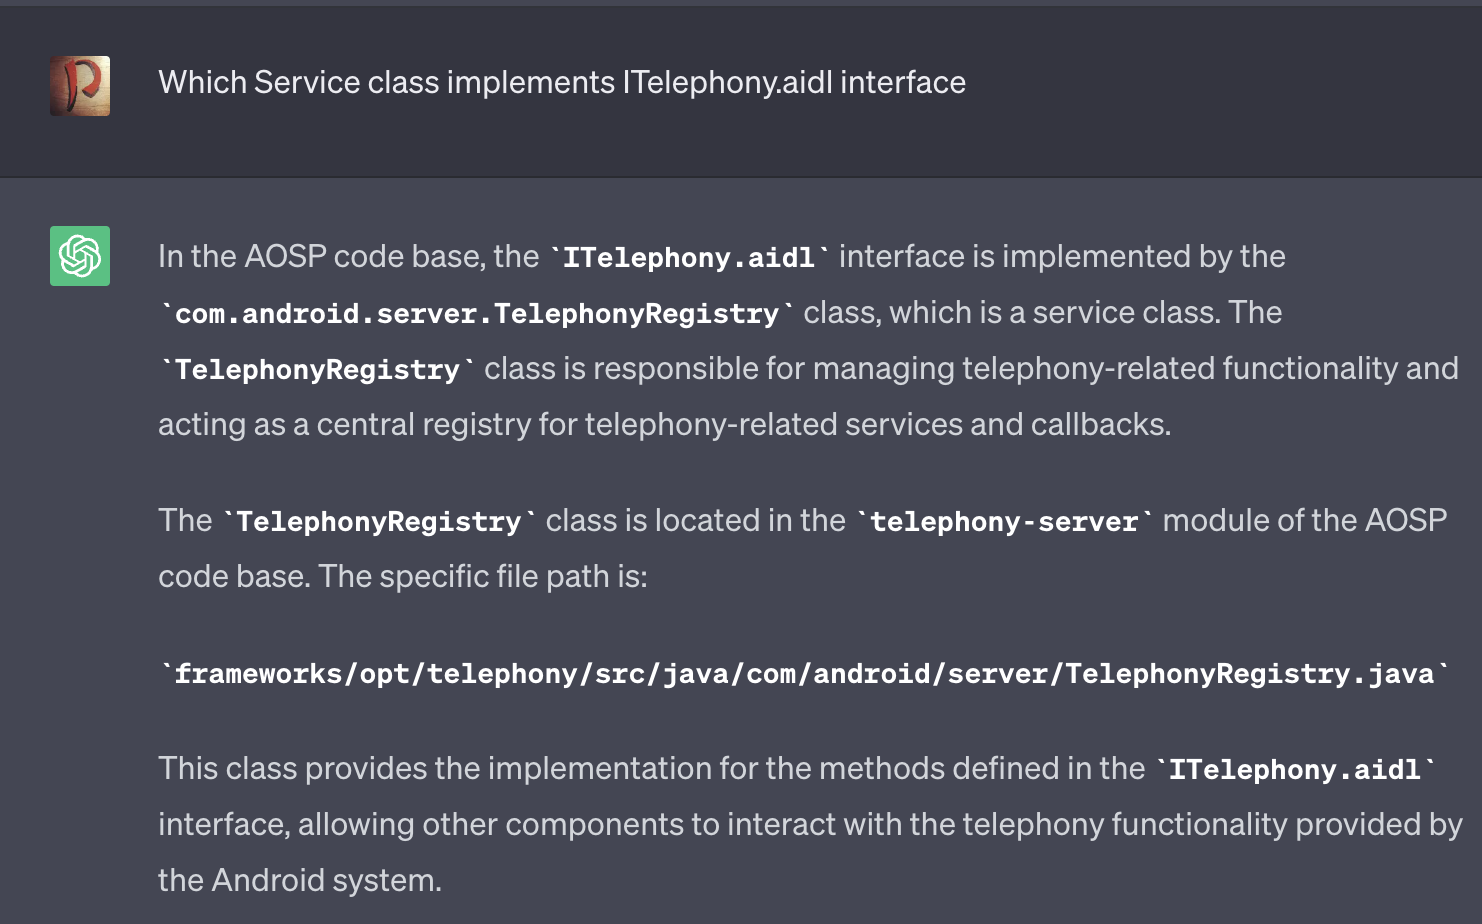 Which Service class implements ITelephony.aidl interface
In the AOSP code base, the `ITelephony.aidl` interface is implemented by the
`com.android.server.TelephonyRegistry` class, which is a service class. The
`TelephonyRegistry` class is responsible for managing telephony-related functionality and
acting as a central registry for telephony-related services and callbacks.
The `TelephonyRegistry` class is located in the `telephony-server` module of the AOSP
code base. The specific file path is:
`frameworks/opt/telephony/src/java/com/android/server/TelephonyRegistry.java`
This class provides the implementation for the methods defined in the `ITelephony.aidl`
interface, allowing other components to interact with the telephony functionality provided by
the Android system.